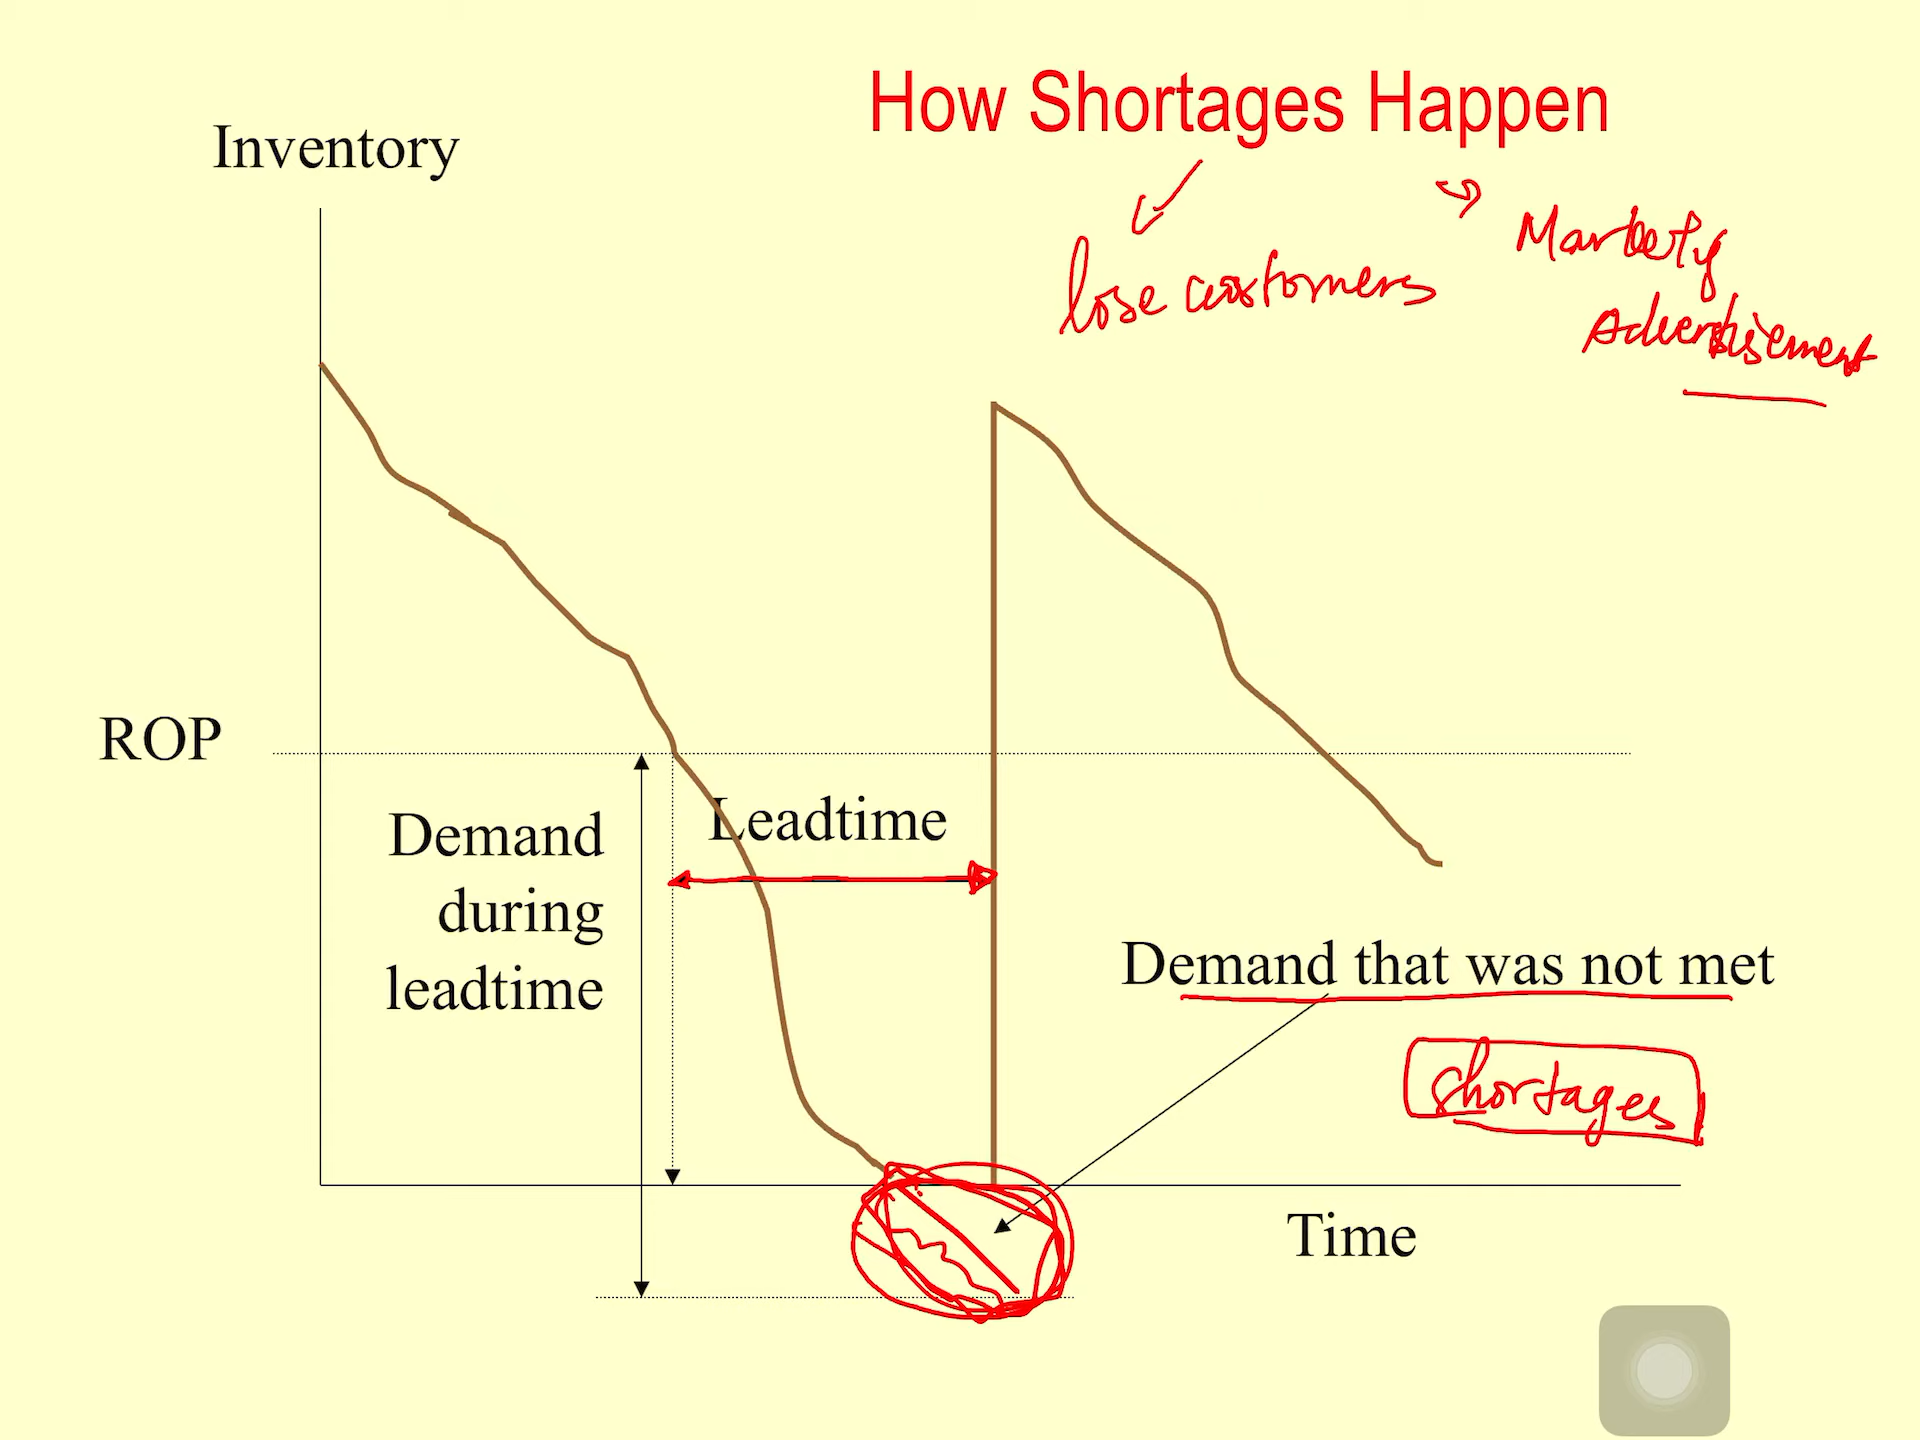 How Shortages Happen
Inventory
lose customers
Advertisement
ROP
Leadtime
Demand
during
leadtime
Demand that was not met
shortages
Time